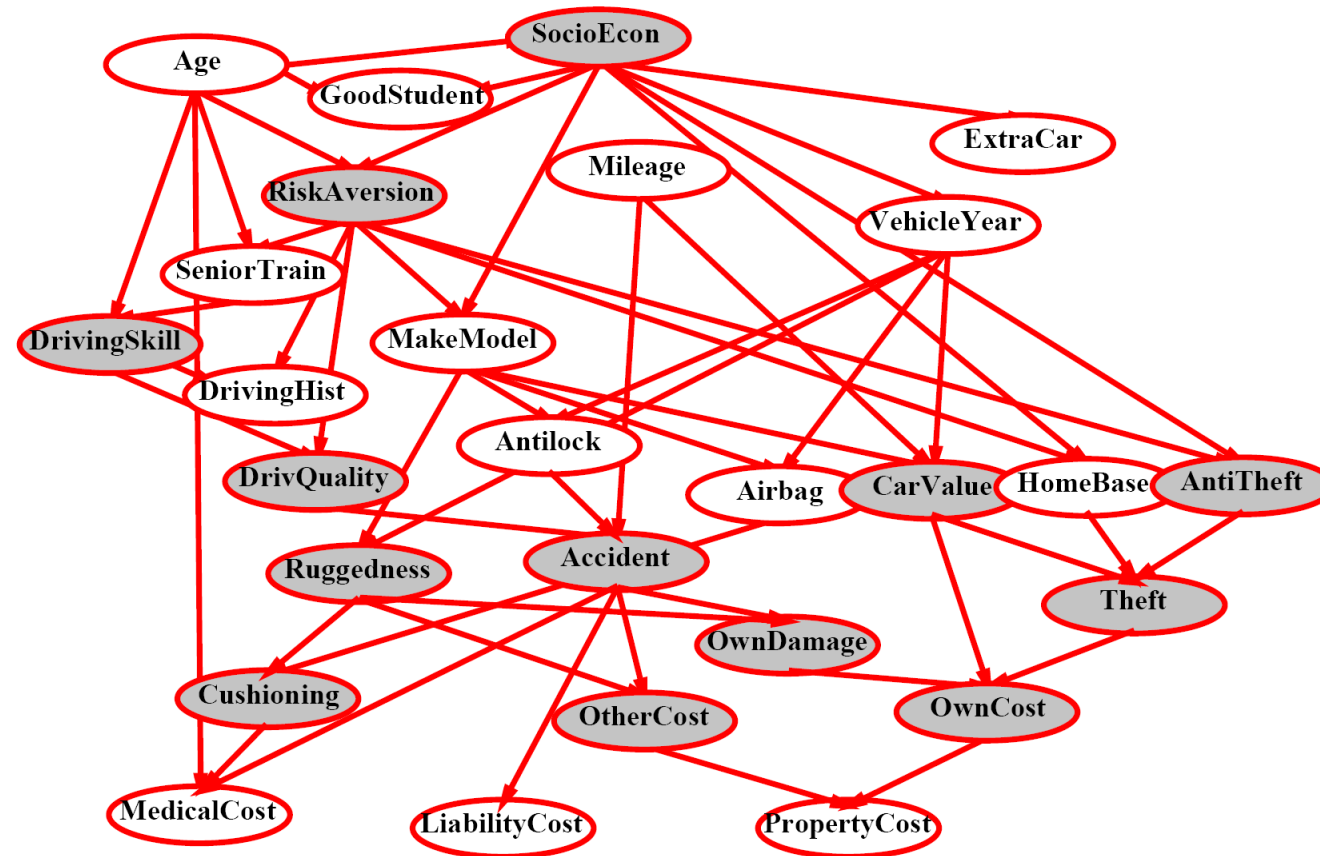 SocioEcon
Age
GoodStudent
ExtraCar
Mileage
RiskAversion
VehicleYear
SeniorTrain
DrivingSkill
MakeModel
DrivingHist
Antilock
DrivQuality
Airbag
CarValue
HomeBase
AntiTheft
Ruggedness
Accident
Theft
OwnDamage
Cushioning
OtherCost
OwnCost
MedicalCost
LiabilityCost
PropertyCost